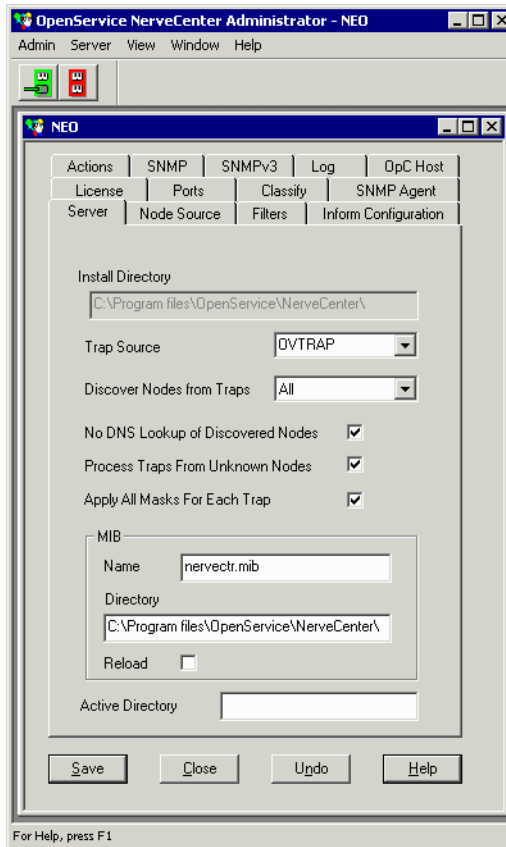 OpenService NerveCenter Administrator - NEO
Admin Server View Window Help
NEO
Actions SNMP SNMPv3 Log OpC Host
License Ports Classify SNMP Agent
Server Node Source Filters Inform Configuration
Install Directory
C:\Program files\OpenService\NerveCenter\
Trap Source OVTRAP
Discover Nodes from Traps All
No DNS Lookup of Discovered Nodes
Process Traps From Unknown Nodes
Apply All Masks For Each Trap
MIB
Name nervectr.mib
Directory
C:\Program files\OpenService\NerveCenter\
Reload
Active Directory
Save Close Undo Help
For Help, press F1